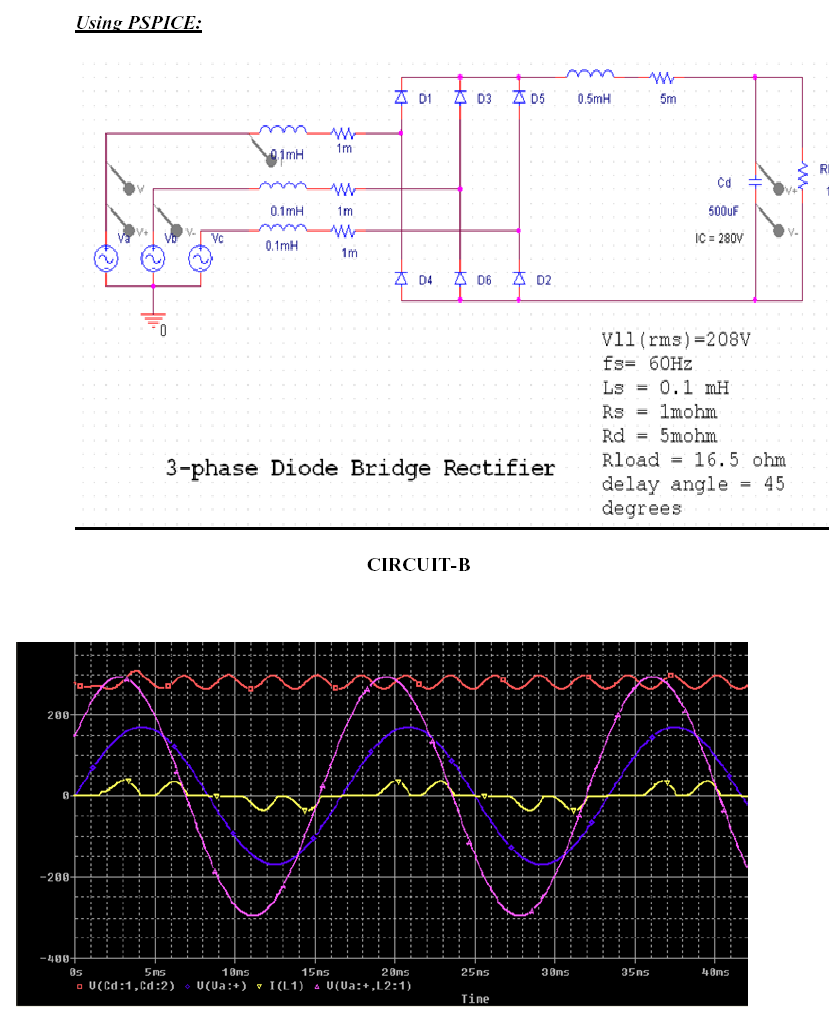 Using PSPICE:
D1
D3
D5
0.5mH
5m
0.1mH
1m
Cd
V
V+
0.1mH
1m
500uF
Va
V+
Vb
V-
Vc
0.1mH
1m
IC = 280V
V-
D4
D6
D2
0
Vll(rms)=208V
fs= 60Hz
Ls = 0.1 mH
Rs = 1mohm
Rd = 5mohm
Rload = 16.5 ohm
delay angle = 45
degrees
3-phase Diode Bridge Rectifier
CIRCUIT-B
200
0
-200
-400
0s 5ms 10ms 15ms 20ms 25ms 30ms 35ms 40ms
V(Cd:1,Cd:2) V(Va:+) I(L1) V(Va:+,L2:1)
Time